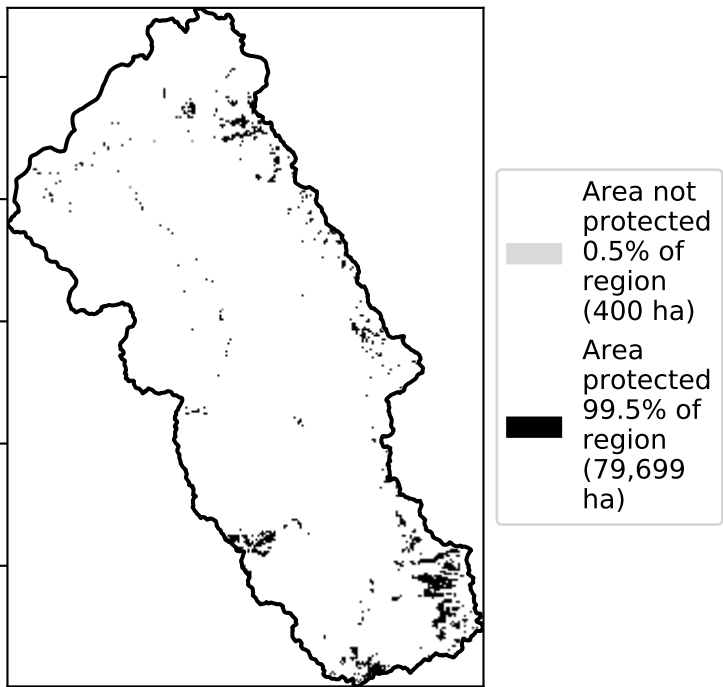 Area not
protected
0.5% of
region
(400 ha)
Area
protected
99.5% of
region
(79,699
ha)